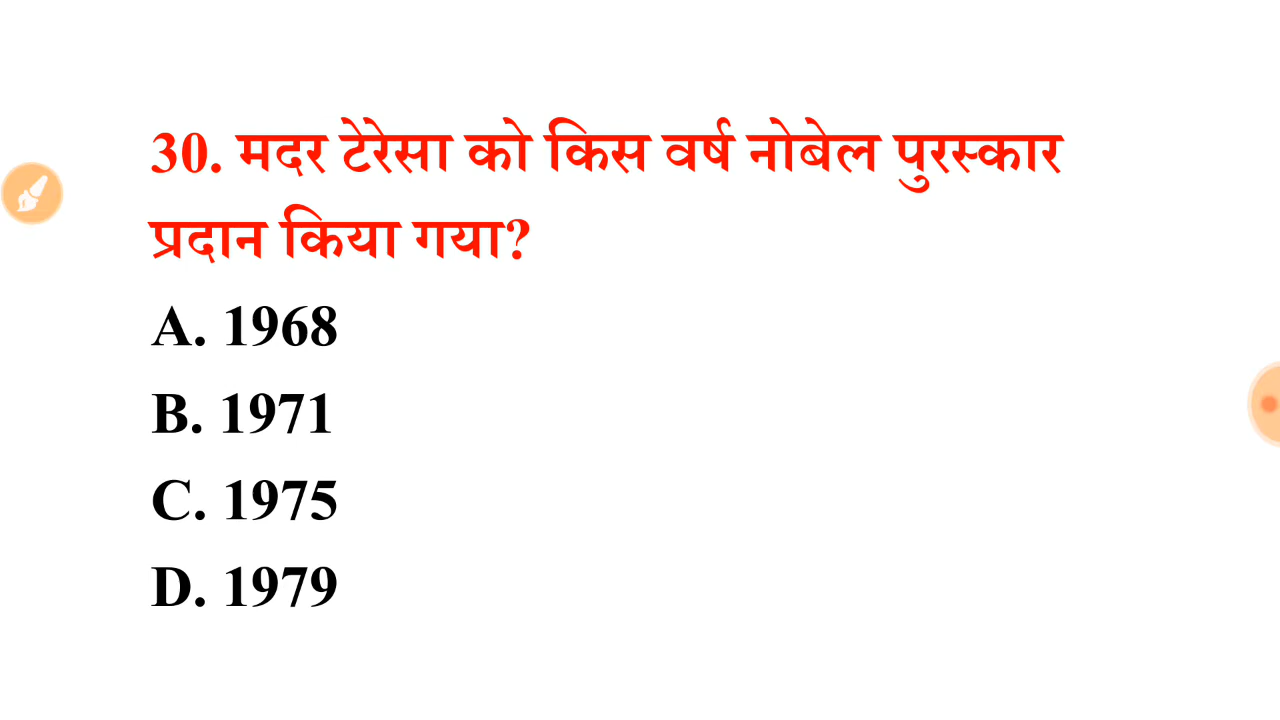 30. मदर टेरेसा को किस वर्ष नोबेल पुरस्कार
प्रदान किया गया?
A. 1968
B. 1971
C. 1975
D. 1979